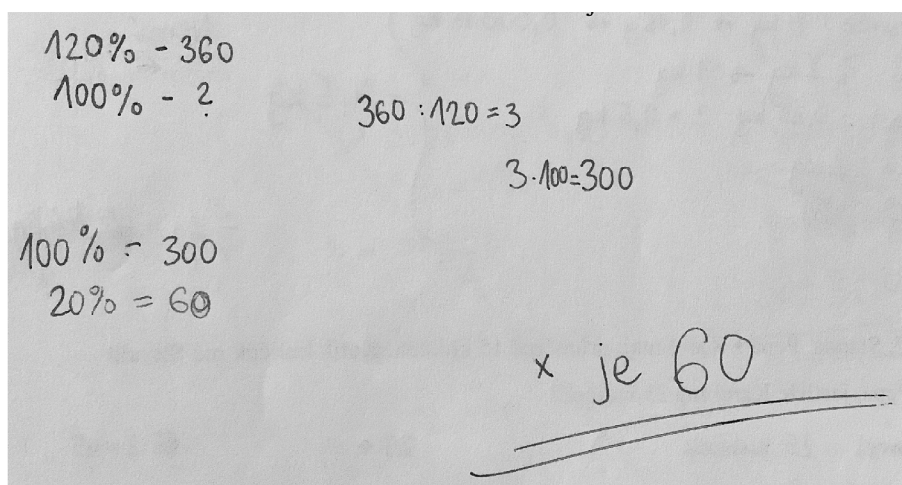 120% - 360
100% - ?
360 : 120 = 3
3 · 100 = 300
100% - 300
20% = 60
x je 60